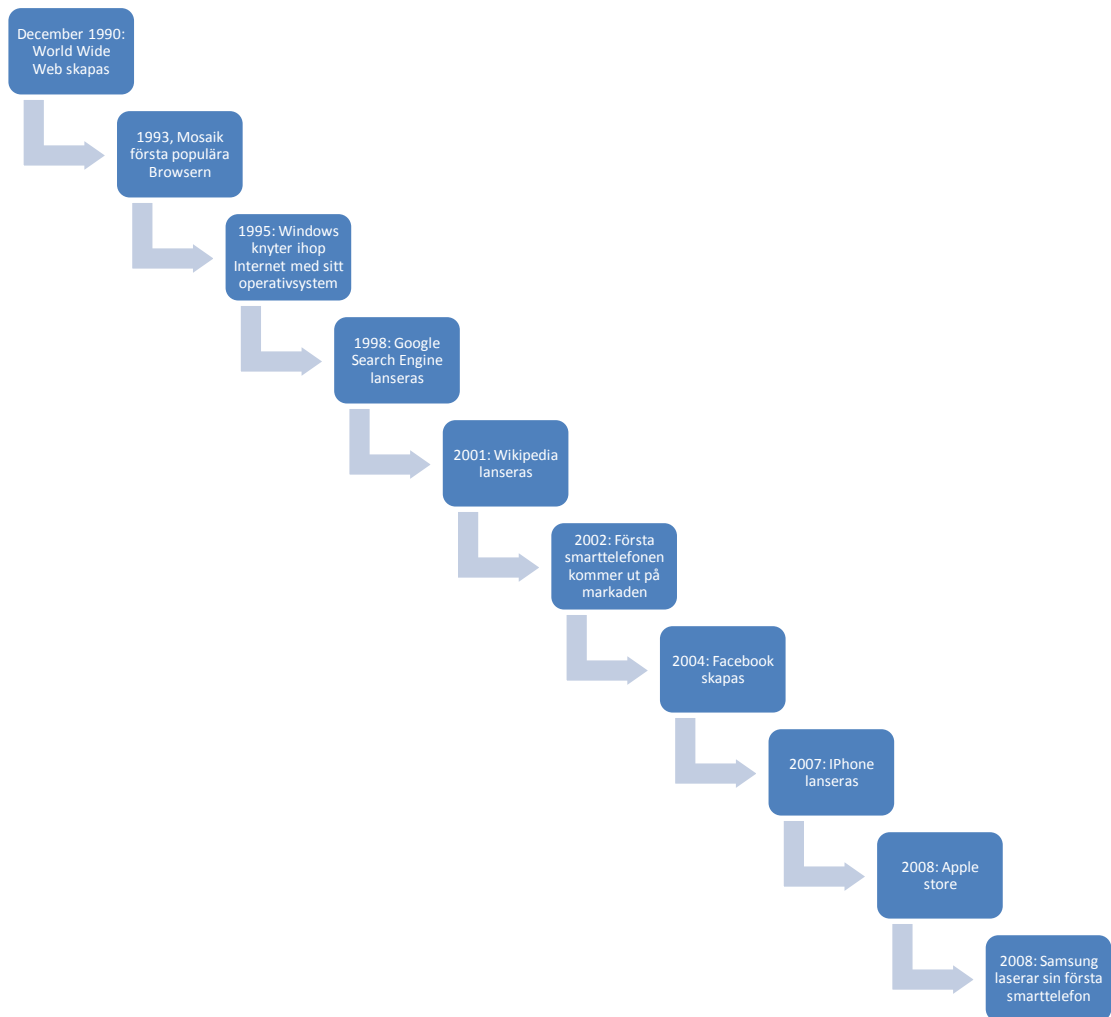 December 1990:
World Wide
Web skapas
1993, Mosaik
första populära
Browsern
1995: Windows
knyter ihop
Internet med sitt
operativsystem
1998: Google
Search Engine
lanseras
2001: Wikipedia
lanseras
2002: Första
smarttelefonen
kommer ut på
markaden
2004: Facebook
skapas
2007: IPhone
lanseras
2008: Apple
store
2008: Samsung
laserar sin första
smarttelefon